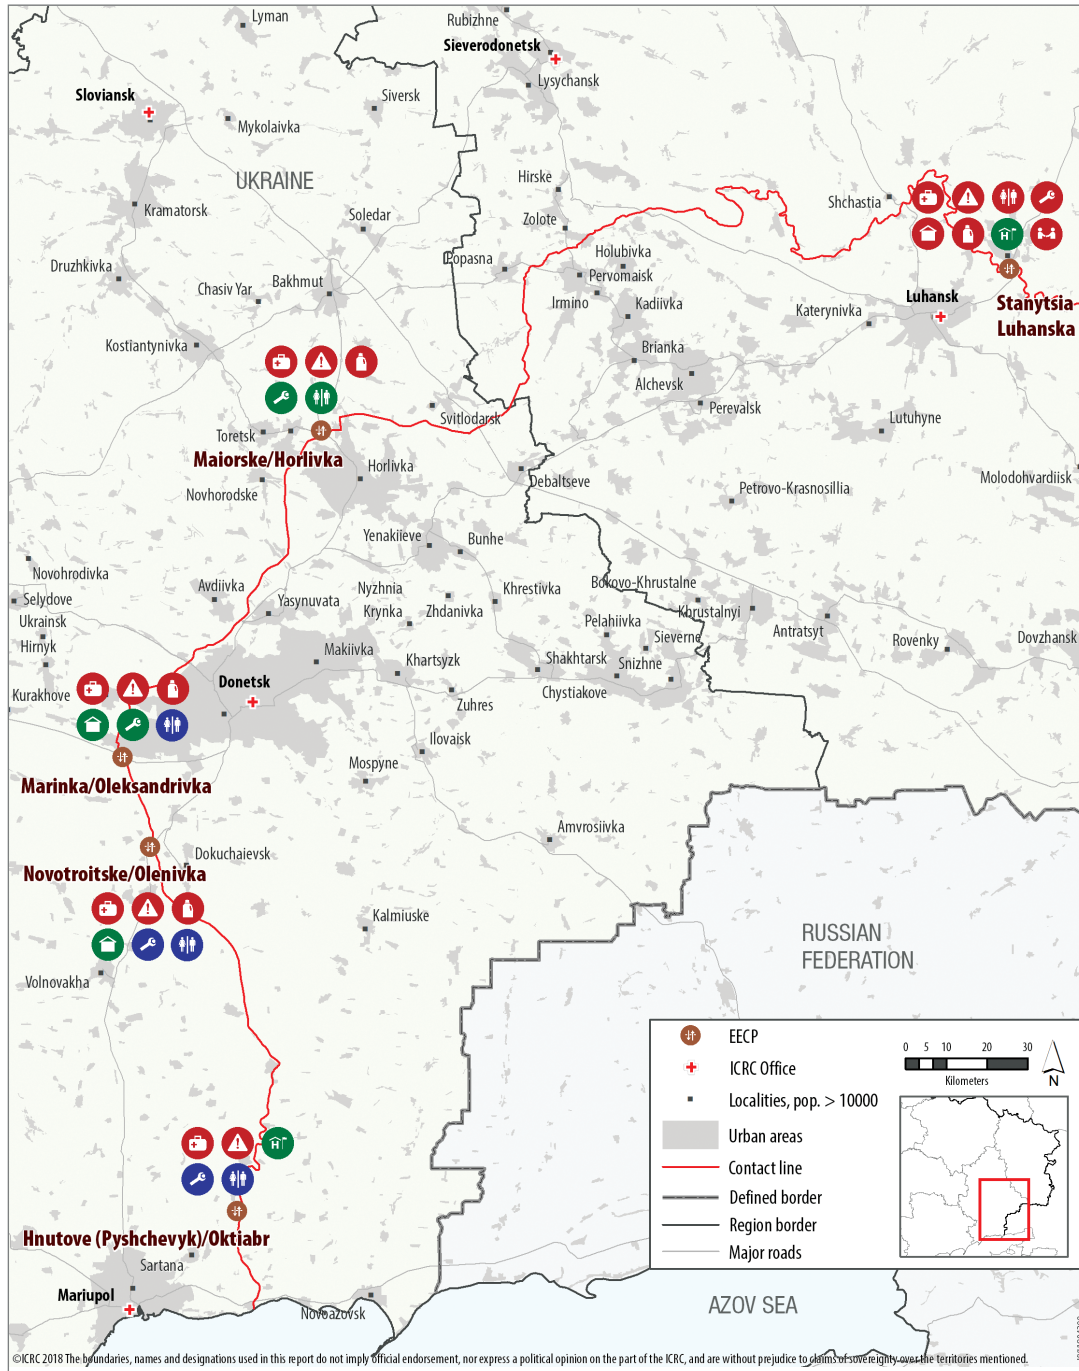 Lyman
Rubizhne
Sieverodonetsk
Lysychansk
Sloviansk
Siversk
Mykolaivka
UKRAINE
Hirske
Kramatorsk
Soledar
Zolote
Shchastia
Popasna
Holubivka
Druzhkivka
Pervomaisk
Chasiv Yar
Bakhmut
Irmino
Kadiivka
Katerynivka
Luhansk
Stanytsia
Luhanska
Kostiantynivka
Brianka
Alchevsk
Perevalsk
Svitlodarsk
Lutuhyne
Toretsk
Maiorske/Horlivka
Horlivka
Novhorodske
Debaltseve
Petrovo-Krasnosillia
Molodohvardiisk
Yenakiieve
Bunhe
Novohrodivka
Avdiivka
Nyzhnia
Krynka
Zhdanivka
Khrestivka
Bokovo-Khrustalne
Khrustalnyi
Selydove
Yasynuvata
Ukrainsk
Pelahiivka
Antratsyt
Hirnyk
Makiivka
Sieverne
Rovenky
Dovzhansk
Khartsyzk
Shakhtarsk
Snizhne
Kurakhove
Donetsk
Zuhres
Chystiakove
Ilovaisk
Mospyne
Marinka/Oleksandrivka
Amvrosiivka
Dokuchaievsk
Novotroitske/Olenivka
Kalmiuske
RUSSIAN
FEDERATION
Volnovakha
H
H
EECP
ICRC Office
Localities, pop. > 10000
Urban areas
Contact line
Defined border
Region border
Major roads
0 5 10 20 30
Kilometers
N
Hnutove (Pyshchevyk)/Oktiabr
Sartana
Mariupol
Novoazovsk
AZOV SEA
©ICRC 2018 The boundaries, names and designations used in this report do not imply official endorsement, nor express a political opinion on the part of the ICRC, and are without prejudice to claims of sovereignty over the territories mentioned.